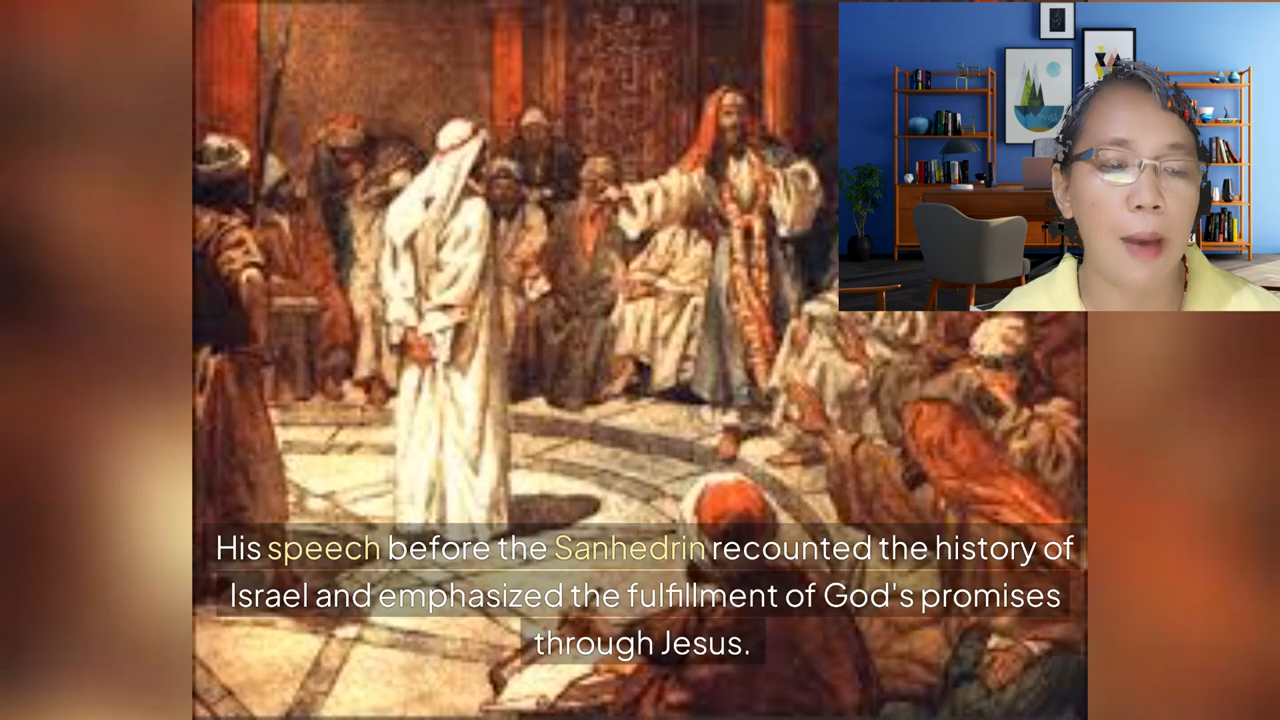 His speech before the Sanhedrin recounted the history of
Israel and emphasized the fulfillment of God's promises
through Jesus.